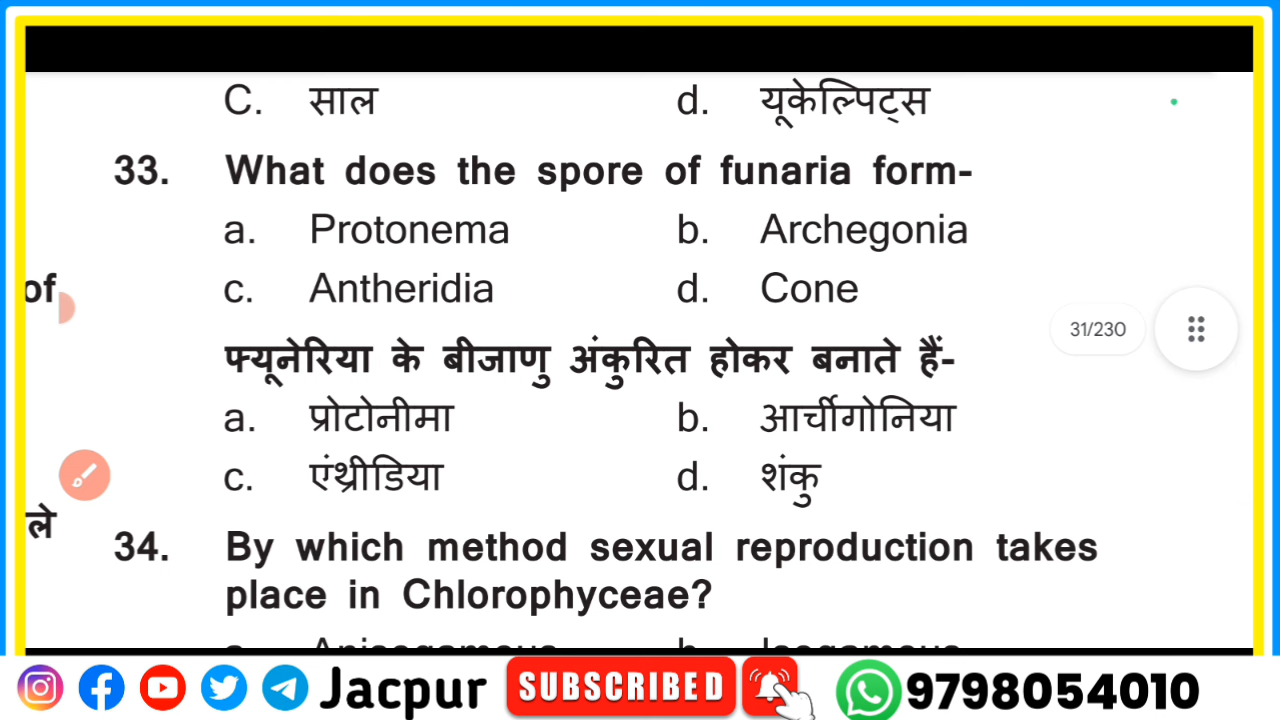 C. साल d. यूकेल्पिट्स
33. What does the spore of funaria form-
a. Protonema b. Archegonia
of c. Antheridia d. Cone
31/230
फ्यूनेरिया के बीजाणु अंकुरित होकर बनाते हैं-
a. प्रोटोनीमा b. आर्चीगोनिया
c. एंथ्रीडिया d. शंकु
ले
34. By which method sexual reproduction takes
place in Chlorophyceae?
Jacpur SUBSCRIBED 9798054010